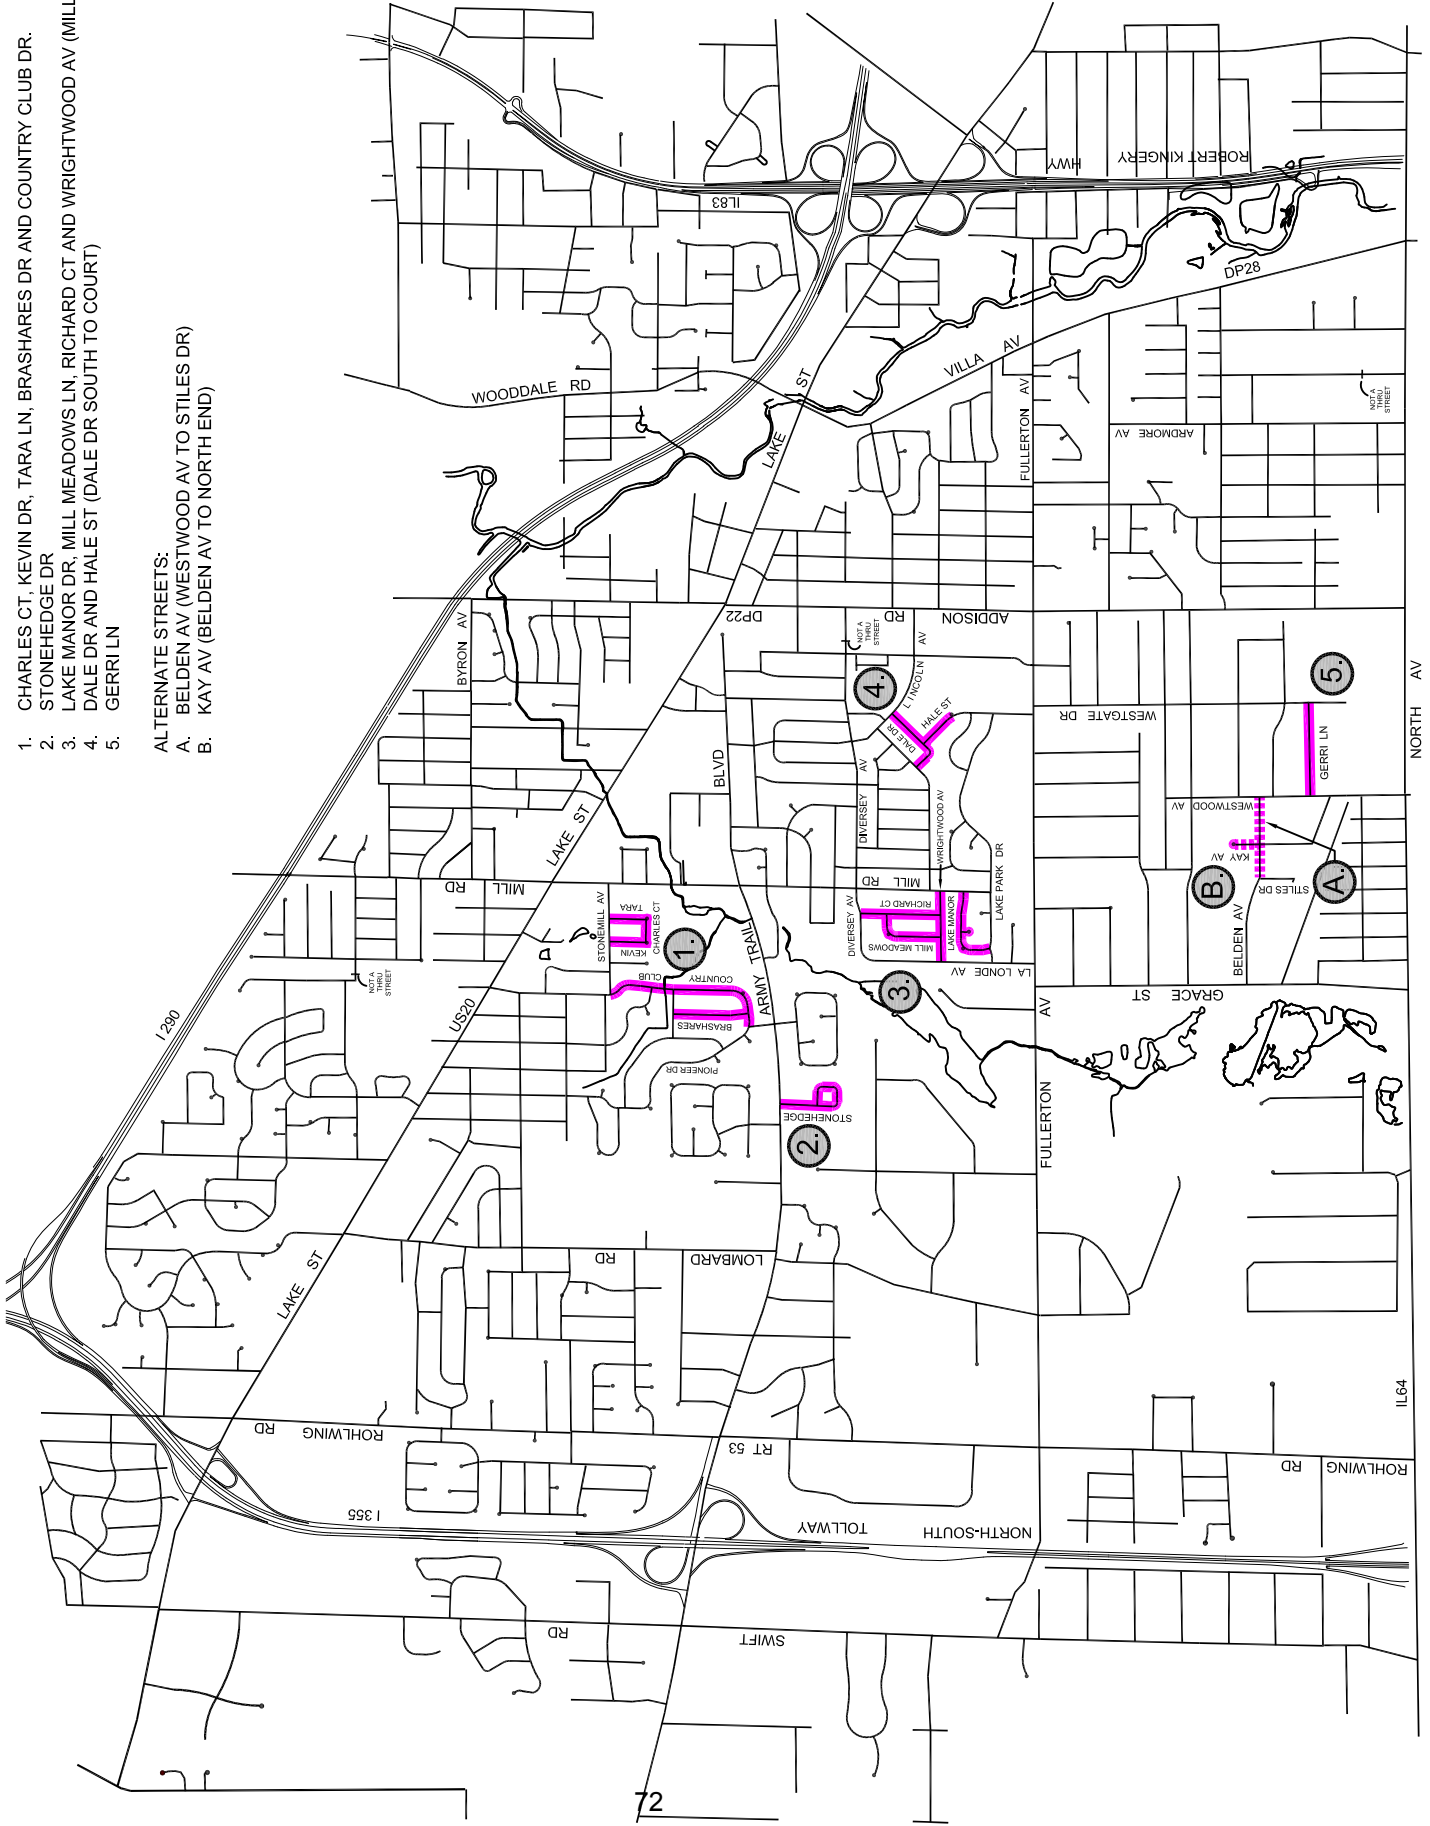 1. CHARLES CT, KEVIN DR, TARA LN, BRASHARES DR AND COUNTRY CLUB DR.
2. STONEHEDGE DR
3. LAKE MANOR DR, MILL MEADOWS LN, RICHARD CT AND WRIGHTWOOD AV (MILL
4. DALE DR AND HALE ST (DALE DR SOUTH TO COURT)
5. GERRI LN
ALTERNATE STREETS:
A. BELDEN AV (WESTWOOD AV TO STILES DR)
B. KAY AV (BELDEN AV TO NORTH END)
I 290
US20
LAKE ST
LAKE ST
LAKE ST
I 355
ROHLWING RD
LOMBARD RD
SWIFT RD
RT 53
NORTH-SOUTH TOLLWAY
ROHLWING RD
IL64
NORTH AV
FULLERTON AV
FULLERTON AV
ARMY TRAIL BLVD
MILL RD
MILL RD
BYRON AV
WOODDALE RD
IL83
ROBERT KINGERY HWY
DP28
VILLA AV
ARDMORE AV
DP22
ADDISON RD
NOT A THRU STREET
NOT A THRU STREET
NOT A THRU STREET
STONEMILL AV
TARA
KEVIN
CHARLES CT
COUNTRY CLUB
BRASHARES
PIONEER DR
STONEHEDGE
DIVERSEY AV
DIVERSEY AV
RICHARD CT
MILL MEADOWS
LAKE MANOR
WRIGHTWOOD AV
LAKE PARK DR
LA LONDE AV
LINCOLN AV
DALE DR
HALE ST
WESTGATE DR
GERRI LN
WESTWOOD AV
KAY AV
STILES DR
BELDEN AV
GRACE ST
1.
2.
3.
4.
5.
A.
B.
72